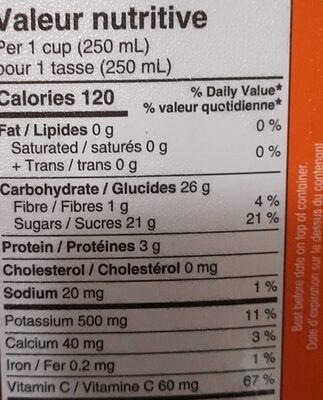 Valeur nutritive
Per 1 cup (250 mL)
pour 1 tasse (250 mL)
Calories 120
% Daily Value*
% valeur quotidienne*
Fat / Lipides 0 g 0 %
Saturated / saturés 0 g
+ Trans / trans 0 g 0 %
Carbohydrate / Glucides 26 g
Fibre / Fibres 1 g 4 %
Sugars / Sucres 21 g 21 %
Protein / Protéines 3 g
Cholesterol / Cholestérol 0 mg
Sodium 20 mg 1 %
Potassium 500 mg 11 %
Calcium 40 mg 3 %
Iron / Fer 0.2 mg 1 %
Vitamin C / Vitamine C 60 mg 67 %
Best before date on top of container.
Date d'expiration sur le dessus du contenant